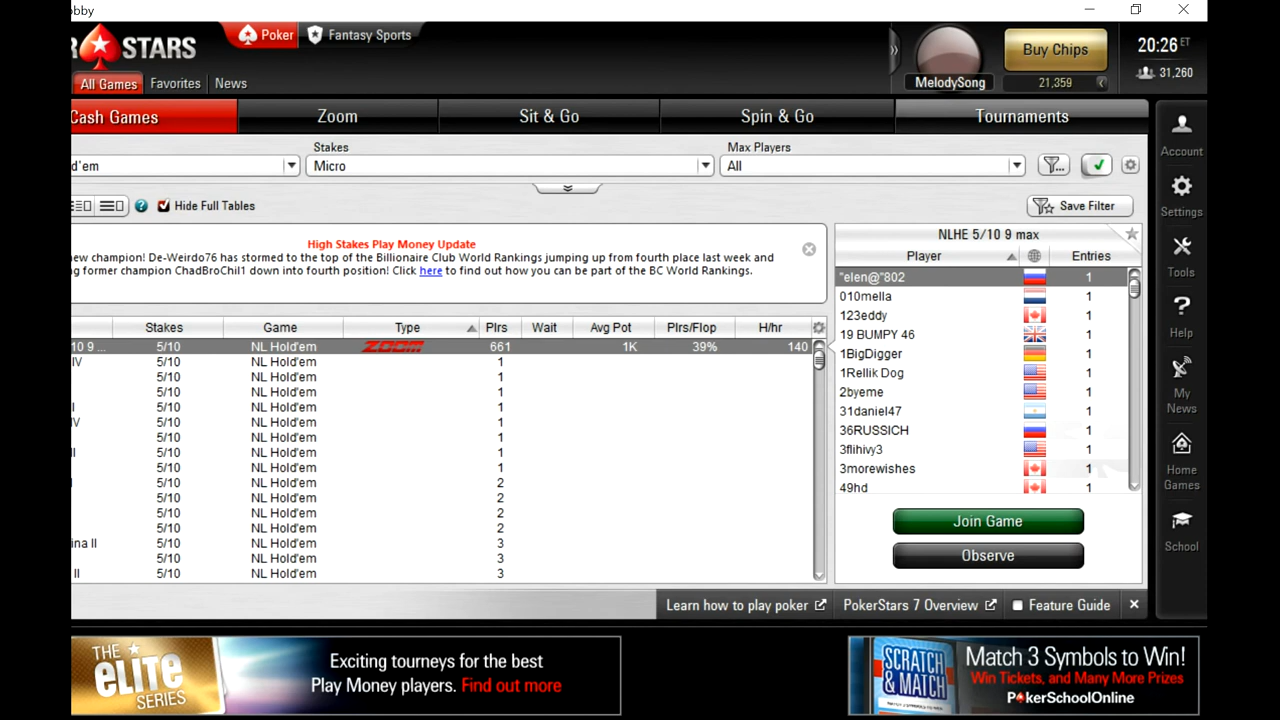 obby
R STARS
Poker
Fantasy Sports
All Games
Favorites
News
MelodySong
Buy Chips
21,359
20:26 ET
31,260
Cash Games
Zoom
Sit & Go
Spin & Go
Tournaments
Stakes
Max Players
d'em
Micro
All
Hide Full Tables
Save Filter
High Stakes Play Money Update
new champion! De-Weirdo76 has stormed to the top of the Billionaire Club World Rankings jumping up from fourth place last week and
ng former champion ChadBroChil1 down into fourth position! Click here to find out how you can be part of the BC World Rankings.
Stakes Game Type Plrs Wait Avg Pot Plrs/Flop H/hr
10 9 ... 5/10 NL Hold'em ZOOM 661 1K 39% 140
IV 5/10 NL Hold'em 1
5/10 NL Hold'em 1
5/10 NL Hold'em 1
I 5/10 NL Hold'em 1
IV 5/10 NL Hold'em 1
5/10 NL Hold'em 1
II 5/10 NL Hold'em 1
5/10 NL Hold'em 1
I 5/10 NL Hold'em 2
5/10 NL Hold'em 2
5/10 NL Hold'em 2
5/10 NL Hold'em 2
ina II 5/10 NL Hold'em 3
5/10 NL Hold'em 3
II 5/10 NL Hold'em 3
NLHE 5/10 9 max
Player Entries
"elen@"802 1
010mella 1
123eddy 1
19 BUMPY 46 1
1BigDigger 1
1Rellik Dog 1
2byeme 1
31daniel47 1
36RUSSICH 1
3flihivy3 1
3morewishes 1
49hd 1
Join Game
Observe
Account
Settings
Tools
Help
My
News
Home
Games
School
Learn how to play poker
PokerStars 7 Overview
Feature Guide
THE
elite
SERIES
Exciting tourneys for the best
Play Money players. Find out more
SCRATCH
& MATCH
Match 3 Symbols to Win!
Win Tickets, and Many More Prizes
PokerSchoolOnline